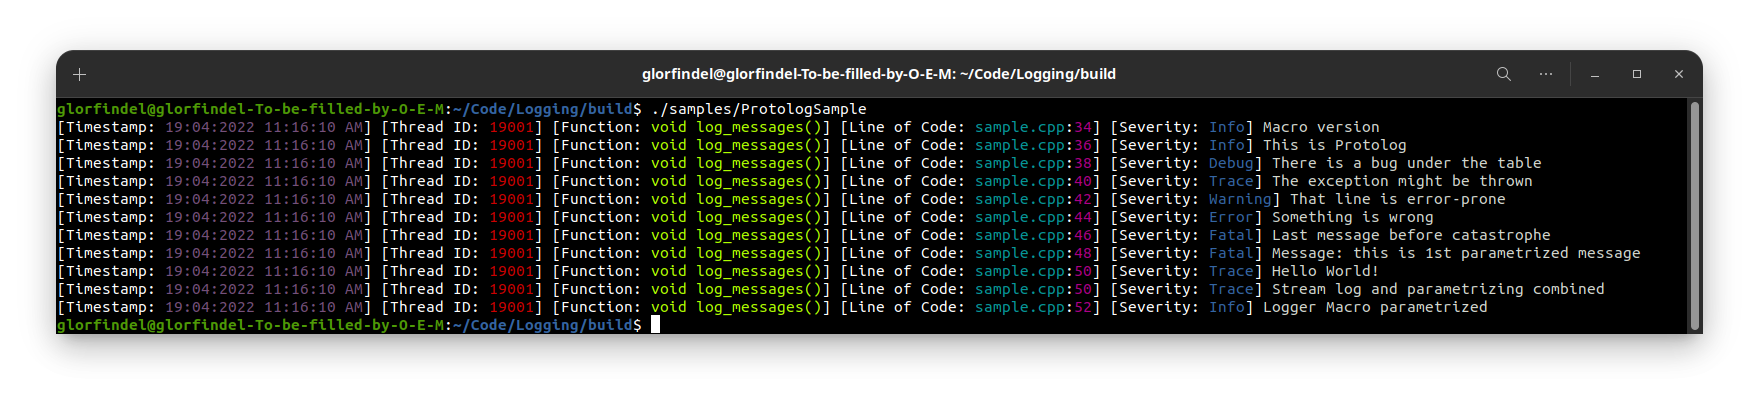 glorfindel@glorfindel-To-be-filled-by-O-E-M: ~/Code/Logging/build
glorfindel@glorfindel-To-be-filled-by-O-E-M:~/Code/Logging/build$ ./samples/ProtologSample
[Timestamp: 19:04:2022 11:16:10 AM] [Thread ID: 19001] [Function: void log_messages()] [Line of Code: sample.cpp:34] [Severity: Info] Macro version
[Timestamp: 19:04:2022 11:16:10 AM] [Thread ID: 19001] [Function: void log_messages()] [Line of Code: sample.cpp:36] [Severity: Info] This is Protolog
[Timestamp: 19:04:2022 11:16:10 AM] [Thread ID: 19001] [Function: void log_messages()] [Line of Code: sample.cpp:38] [Severity: Debug] There is a bug under the table
[Timestamp: 19:04:2022 11:16:10 AM] [Thread ID: 19001] [Function: void log_messages()] [Line of Code: sample.cpp:40] [Severity: Trace] The exception might be thrown
[Timestamp: 19:04:2022 11:16:10 AM] [Thread ID: 19001] [Function: void log_messages()] [Line of Code: sample.cpp:42] [Severity: Warning] That line is error-prone
[Timestamp: 19:04:2022 11:16:10 AM] [Thread ID: 19001] [Function: void log_messages()] [Line of Code: sample.cpp:44] [Severity: Error] Something is wrong
[Timestamp: 19:04:2022 11:16:10 AM] [Thread ID: 19001] [Function: void log_messages()] [Line of Code: sample.cpp:46] [Severity: Fatal] Last message before catastrophe
[Timestamp: 19:04:2022 11:16:10 AM] [Thread ID: 19001] [Function: void log_messages()] [Line of Code: sample.cpp:48] [Severity: Fatal] Message: this is 1st parametrized message
[Timestamp: 19:04:2022 11:16:10 AM] [Thread ID: 19001] [Function: void log_messages()] [Line of Code: sample.cpp:50] [Severity: Trace] Hello World!
[Timestamp: 19:04:2022 11:16:10 AM] [Thread ID: 19001] [Function: void log_messages()] [Line of Code: sample.cpp:50] [Severity: Trace] Stream log and parametrizing combined
[Timestamp: 19:04:2022 11:16:10 AM] [Thread ID: 19001] [Function: void log_messages()] [Line of Code: sample.cpp:52] [Severity: Info] Logger Macro parametrized
glorfindel@glorfindel-To-be-filled-by-O-E-M:~/Code/Logging/build$